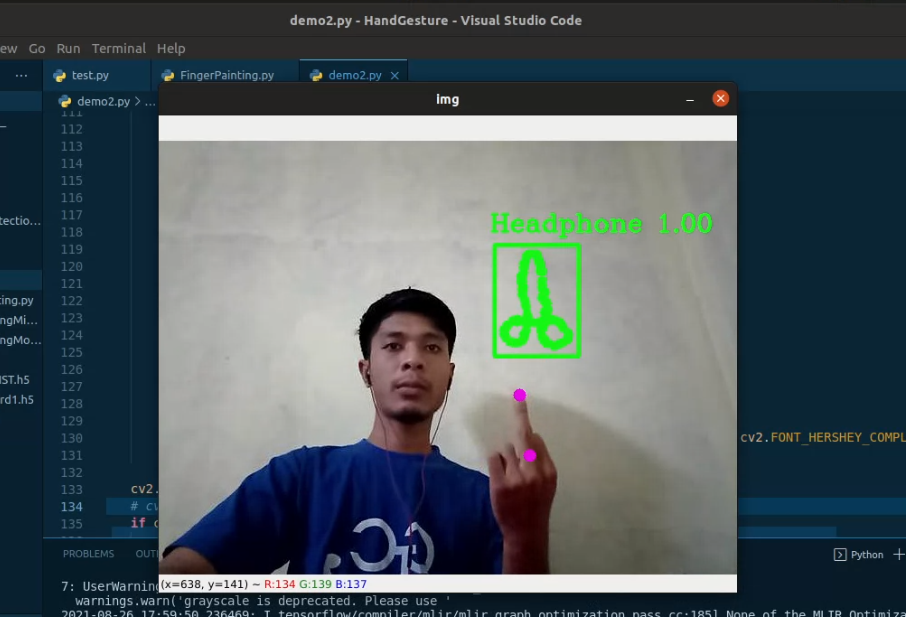 demo2.py - HandGesture - Visual Studio Code
ew Go Run Terminal Help
... test.py FingerPainting.py demo2.py ×
demo2.py > ...
img
111
112
113
114
115
116
117
118
119
120
121
122
123
124
125
126
127
128
129
130
131
132
133
134
135
tectio...
ting.py
ngMi...
ngMo...
IST.h5
rd1.h5
Headphone 1.00
cv2.FONT_HERSHEY_COMPL
cv2.
# cv
if c
PROBLEMS OUTI
Python +
(x=638, y=141) ~ R:134 G:139 B:137
7: UserWarning
warnings.warn('grayscale is deprecated. Please use '
2021-08-26 17:59:50.236469: I tensorflow/compiler/mlir/mlir_graph_optimization_pass.cc:185] None of the MLIR Optimiza